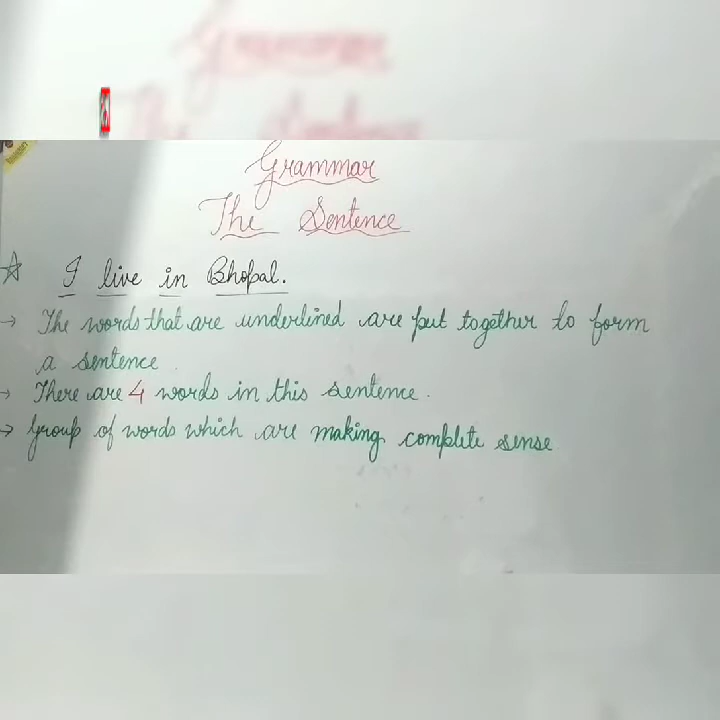 Grammar
The Sentence
☆ I live in Bhopal.
→ The words that are underlined are put together to form
a sentence.
→ There are 4 words in this sentence.
→ Group of words which are making complete sense